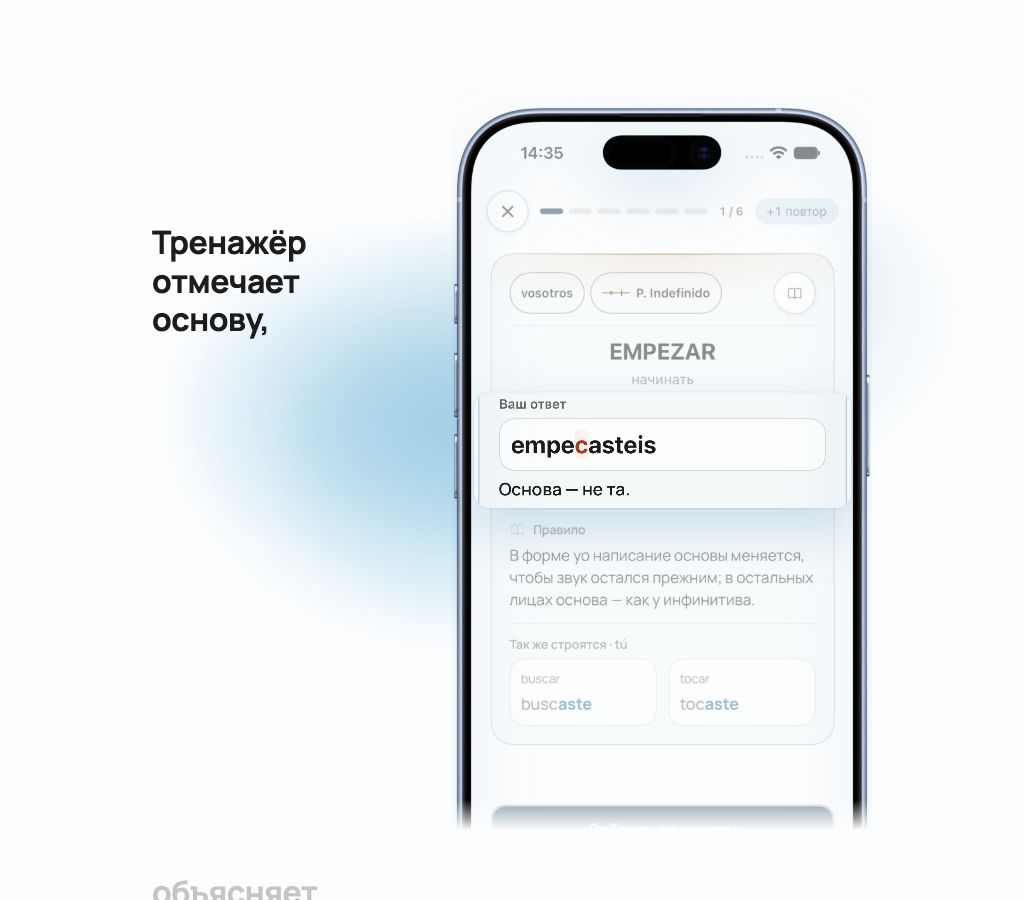 14:35
1 / 6
+1 повтор
Тренажёр
отмечает
основу,
vosotros
P. Indefinido
EMPEZAR
начинать
Ваш ответ
empecasteis
Основа — не та.
Правило
В форме yo написание основы меняется,
чтобы звук остался прежним; в остальных
лицах основа — как у инфинитива.
Так же строятся · tú
buscar
buscaste
tocar
tocaste
объясняет